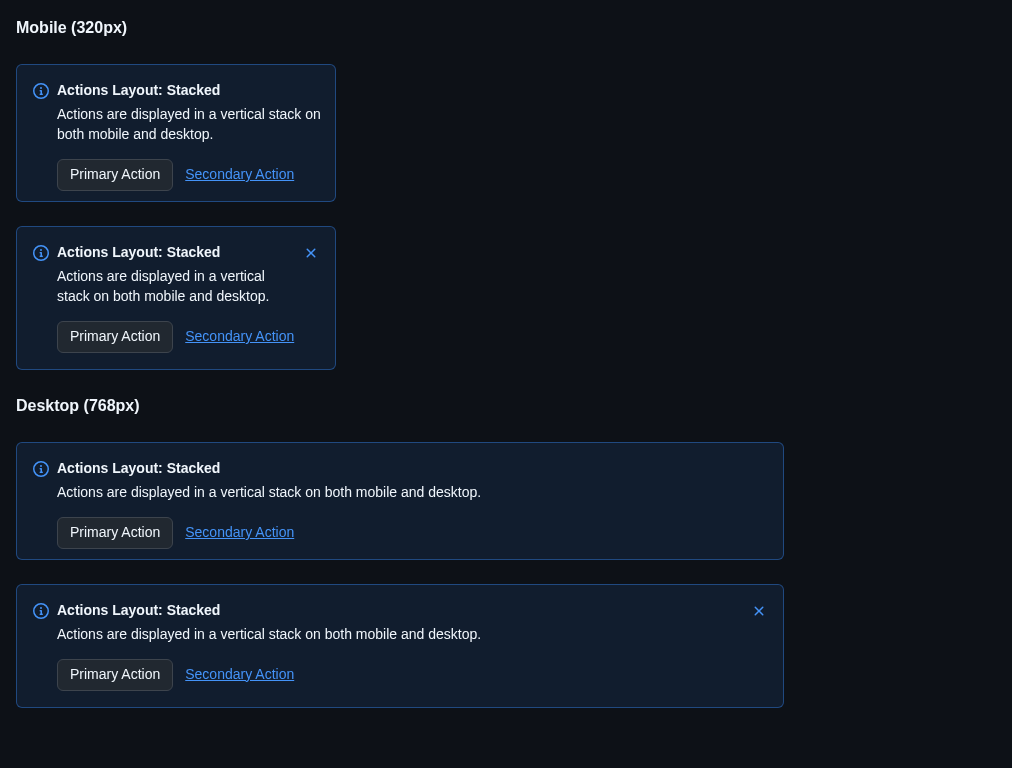 Mobile (320px)
Actions Layout: Stacked
Actions are displayed in a vertical stack on
both mobile and desktop.
Primary Action Secondary Action
Actions Layout: Stacked
Actions are displayed in a vertical
stack on both mobile and desktop.
Primary Action Secondary Action
Desktop (768px)
Actions Layout: Stacked
Actions are displayed in a vertical stack on both mobile and desktop.
Primary Action Secondary Action
Actions Layout: Stacked
Actions are displayed in a vertical stack on both mobile and desktop.
Primary Action Secondary Action